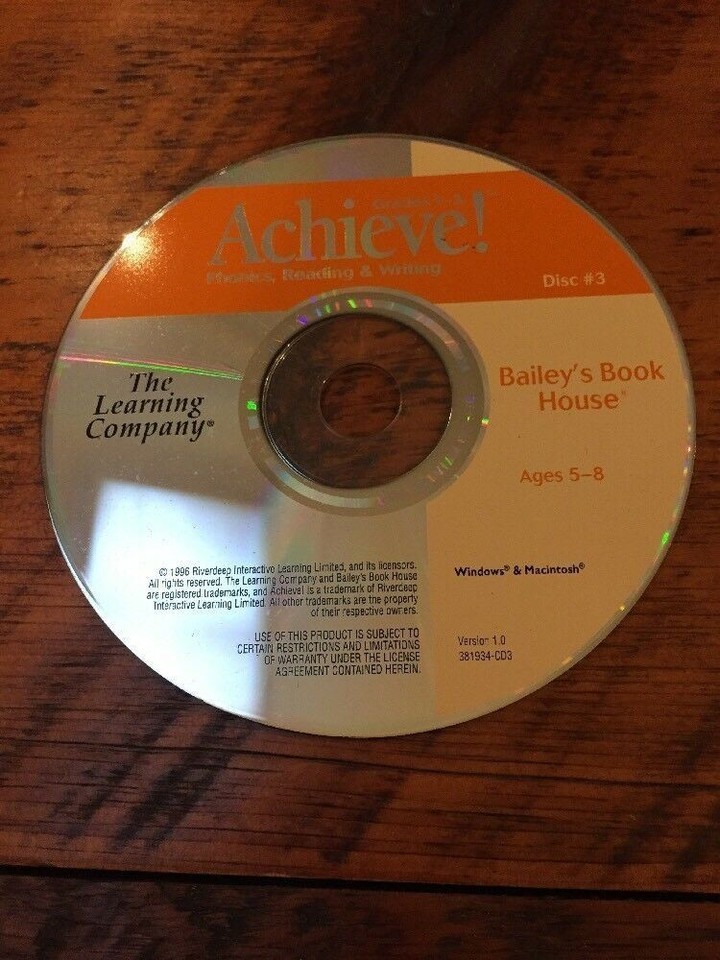 Achieve!
Phonics, Reading & Writing
Disc #3
The
Learning
Company®
Bailey's Book
House®
Ages 5–8
© 1996 Riverdeep Interactive Learning Limited, and its licensors.
All rights reserved. The Learning Company and Bailey's Book House
are registered trademarks, and Achieve! is a trademark of Riverdeep
Interactive Learning Limited. All other trademarks are the property
of their respective owners.
USE OF THIS PRODUCT IS SUBJECT TO
CERTAIN RESTRICTIONS AND LIMITATIONS
OF WARRANTY UNDER THE LICENSE
AGREEMENT CONTAINED HEREIN.
Windows® & Macintosh®
Version 1.0
381934-CD3